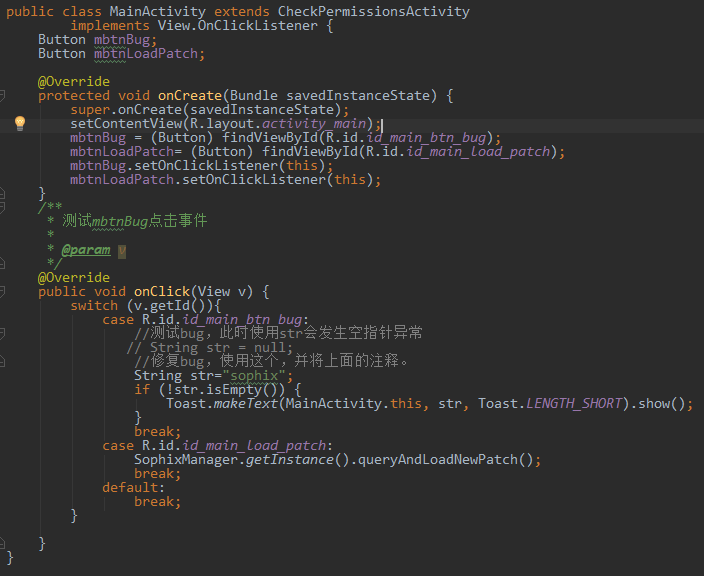 public class MainActivity extends CheckPermissionsActivity
        implements View.OnClickListener {
    Button mbtnBug;
    Button mbtnLoadPatch;

    @Override
    protected void onCreate(Bundle savedInstanceState) {
        super.onCreate(savedInstanceState);
        setContentView(R.layout.activity_main);
        mbtnBug = (Button) findViewById(R.id.id_main_btn_bug);
        mbtnLoadPatch= (Button) findViewById(R.id.id_main_load_patch);
        mbtnBug.setOnClickListener(this);
        mbtnLoadPatch.setOnClickListener(this);
    }
    /**
     * 测试mbtnBug点击事件
     *
     * @param v
     */
    @Override
    public void onClick(View v) {
        switch (v.getId()){
            case R.id.id_main_btn_bug:
                //测试bug，此时使用str会发生空指针异常
               // String str = null;
                //修复bug，使用这个，并将上面的注释。
                String str="sophix";
                if (!str.isEmpty()) {
                    Toast.makeText(MainActivity.this, str, Toast.LENGTH_SHORT).show();
                }
                break;
            case R.id.id_main_load_patch:
                SophixManager.getInstance().queryAndLoadNewPatch();
                break;
            default:
                break;
        }

    }
}